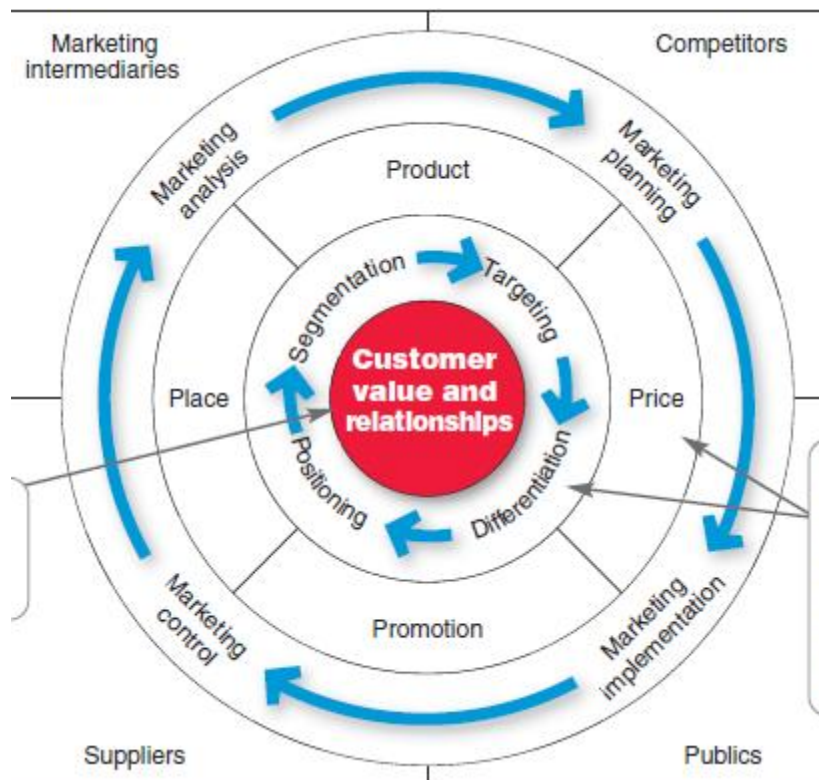 Marketing
intermediaries
Competitors
Marketing
analysis
Marketing
planning
Product
Segmentation
Targeting
Customer
value and
relationships
Place
Price
Positioning
Differentiation
Promotion
Marketing
control
Marketing
implementation
Suppliers
Publics